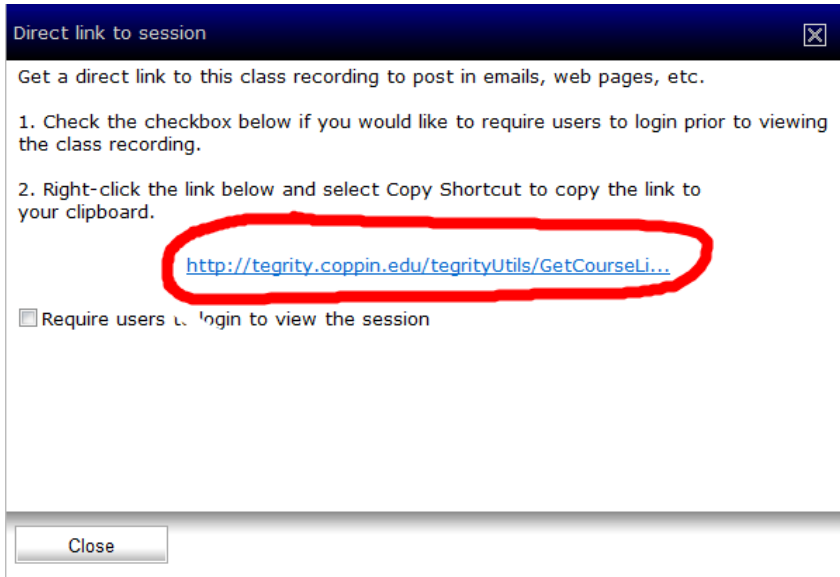 Direct link to session
Get a direct link to this class recording to post in emails, web pages, etc.
1. Check the checkbox below if you would like to require users to login prior to viewing
the class recording.
2. Right-click the link below and select Copy Shortcut to copy the link to
your clipboard.
http://tegrity.coppin.edu/tegrityUtils/GetCourseLi...
Require users login to view the session
Close